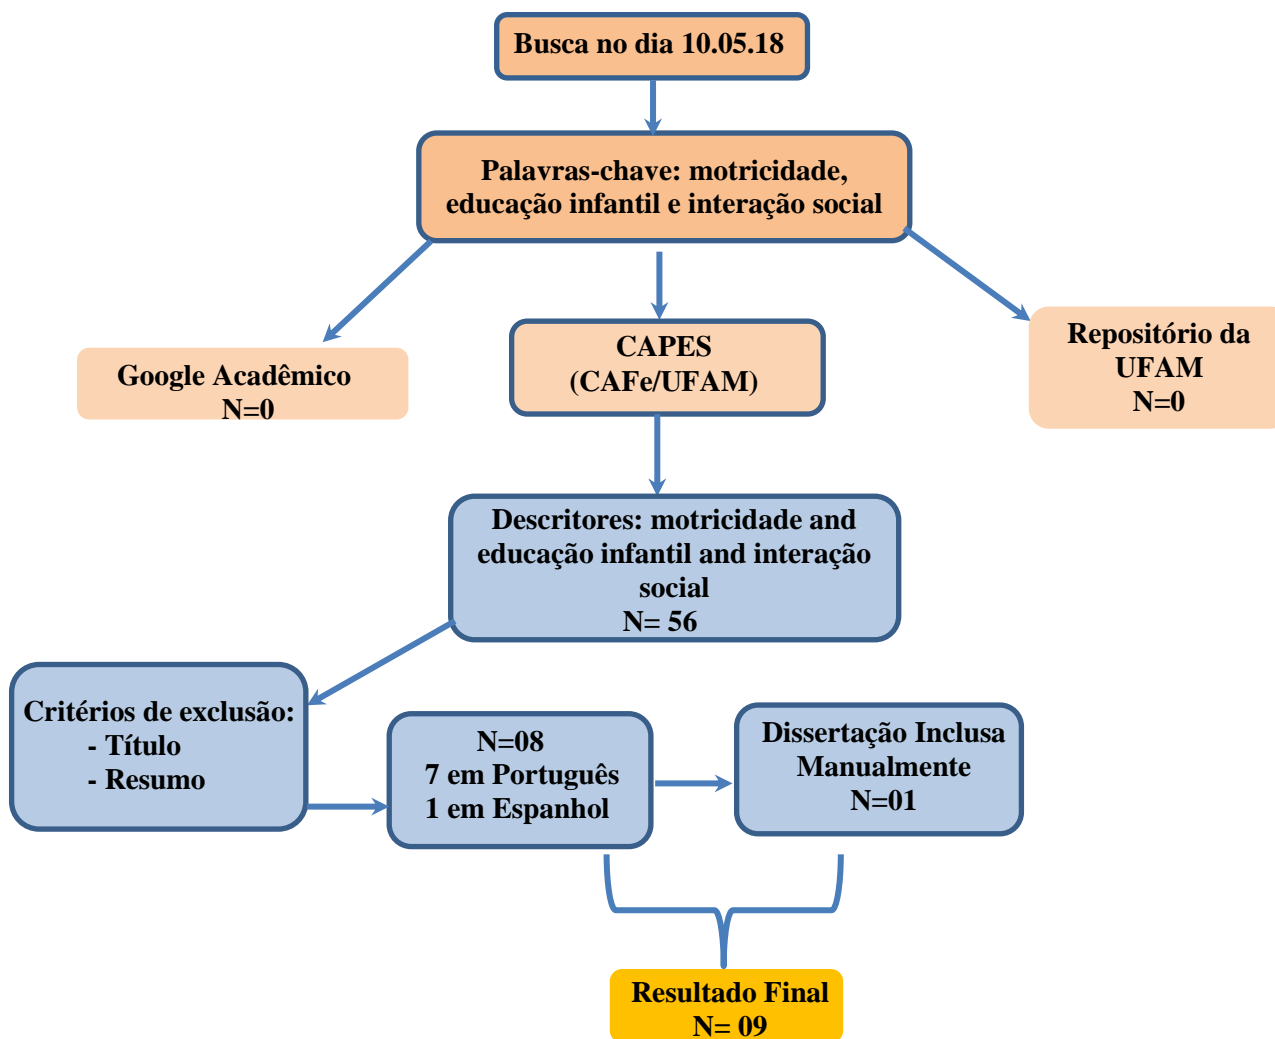 Busca no dia 10.05.18
Palavras-chave: motricidade,
educação infantil e interação social
Google Acadêmico
N=0
CAPES
(CAFe/UFAM)
Repositório da
UFAM
N=0
Descritores: motricidade and
educação infantil and interação
social
N= 56
Critérios de exclusão:
- Título
- Resumo
N=08
7 em Português
1 em Espanhol
Dissertação Inclusa
Manualmente
N=01
Resultado Final
N= 09